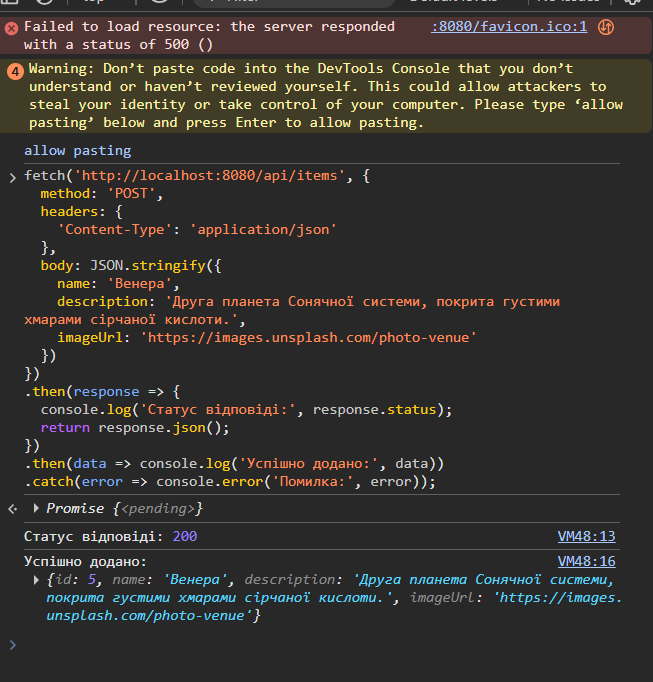 Failed to load resource: the server responded :8080/favicon.ico:1
with a status of 500 ()
4 Warning: Don’t paste code into the DevTools Console that you don’t
understand or haven’t reviewed yourself. This could allow attackers to
steal your identity or take control of your computer. Please type ‘allow
pasting’ below and press Enter to allow pasting.
allow pasting
> fetch('http://localhost:8080/api/items', {
method: 'POST',
headers: {
'Content-Type': 'application/json'
},
body: JSON.stringify({
name: 'Венера',
description: 'Друга планета Сонячної системи, покрита густими
хмарами сірчаної кислоти.',
imageUrl: 'https://images.unsplash.com/photo-venue'
})
})
.then(response => {
console.log('Статус відповіді:', response.status);
return response.json();
})
.then(data => console.log('Успішно додано:', data))
.catch(error => console.error('Помилка:', error));
Promise {<pending>}
Статус відповіді: 200 VM48:13
Успішно додано: VM48:16
{id: 5, name: 'Венера', description: 'Друга планета Сонячної системи,
покрита густими хмарами сірчаної кислоти.', imageUrl: 'https://images.
unsplash.com/photo-venue'}
>